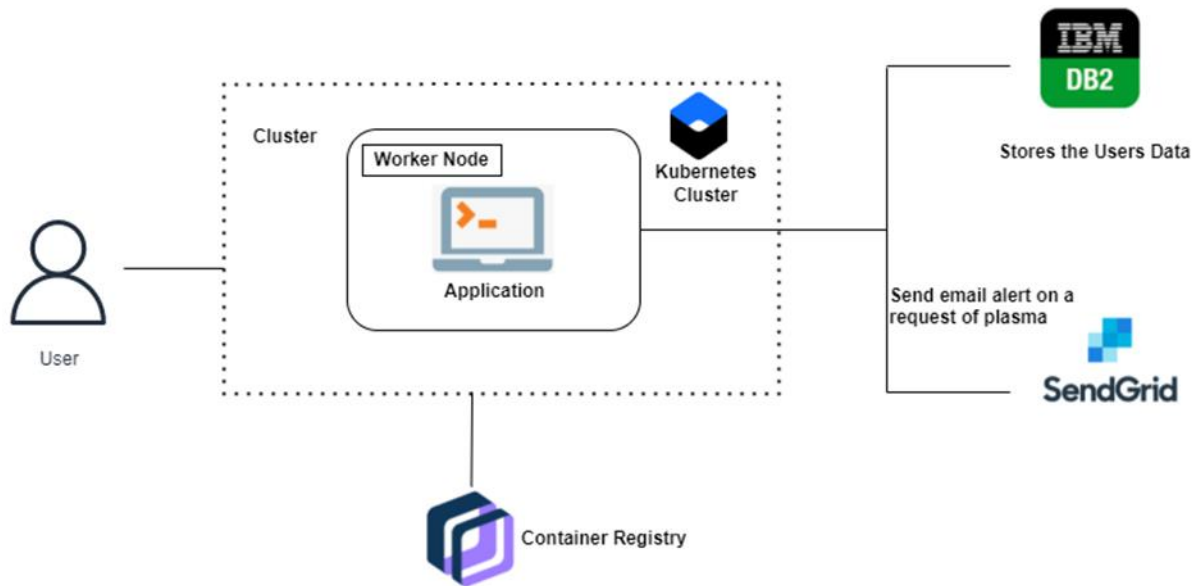 IBM
DB2
Stores the Users Data
Cluster
Worker Node
Kubernetes
Cluster
Application
User
Send email alert on a
request of plasma
SendGrid
Container Registry